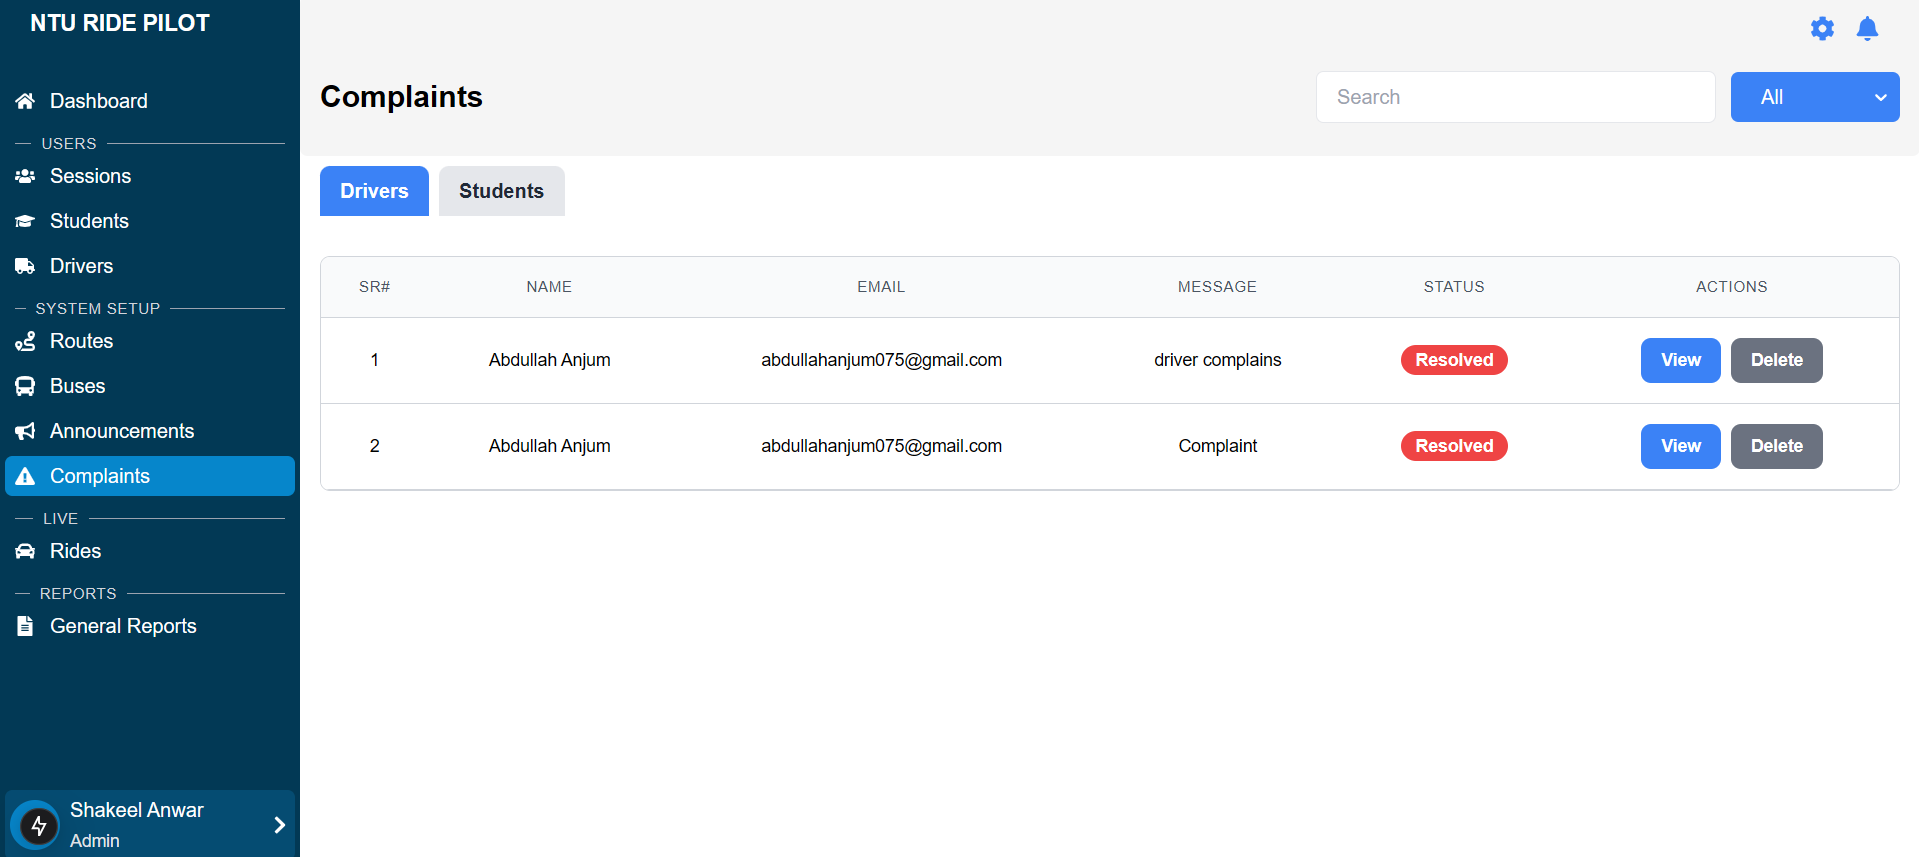 NTU RIDE PILOT
Dashboard
USERS
Sessions
Students
Drivers
SYSTEM SETUP
Routes
Buses
Announcements
Complaints
LIVE
Rides
REPORTS
General Reports
Shakeel Anwar
Admin
Complaints
Search
All
Drivers Students
SR# NAME EMAIL MESSAGE STATUS ACTIONS
1 Abdullah Anjum abdullahanjum075@gmail.com driver complains Resolved View Delete
2 Abdullah Anjum abdullahanjum075@gmail.com Complaint Resolved View Delete